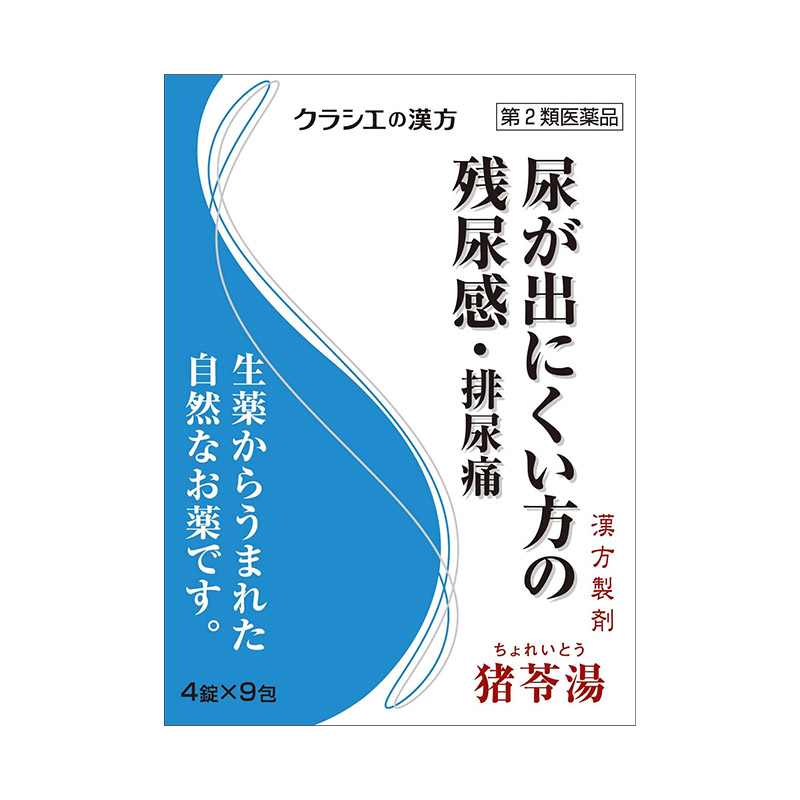 クラシエの漢方
第2類医薬品
尿が出にくい方の
残尿感・排尿痛
漢方製剤
ちょれいとう
猪苓湯
生薬からうまれた
自然なお薬です。
4錠×9包